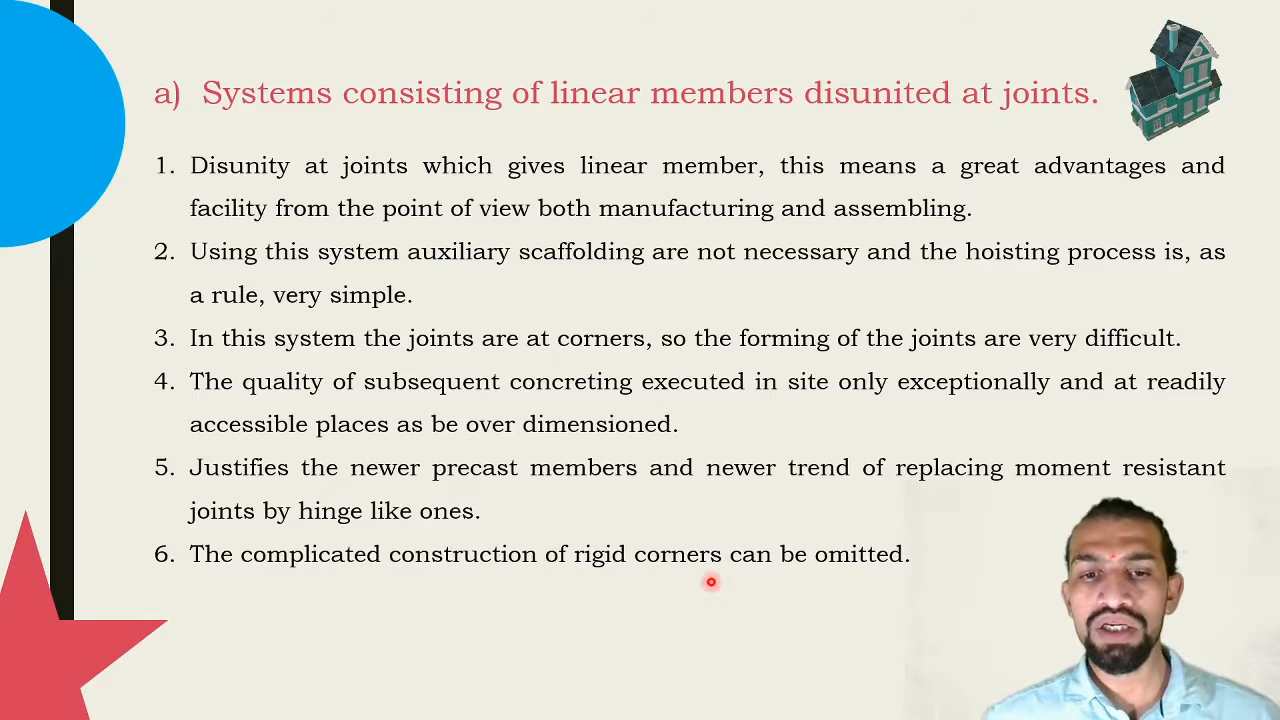 a) Systems consisting of linear members disunited at joints.
1. Disunity at joints which gives linear member, this means a great advantages and
facility from the point of view both manufacturing and assembling.
2. Using this system auxiliary scaffolding are not necessary and the hoisting process is, as
a rule, very simple.
3. In this system the joints are at corners, so the forming of the joints are very difficult.
4. The quality of subsequent concreting executed in site only exceptionally and at readily
accessible places as be over dimensioned.
5. Justifies the newer precast members and newer trend of replacing moment resistant
joints by hinge like ones.
6. The complicated construction of rigid corners can be omitted.